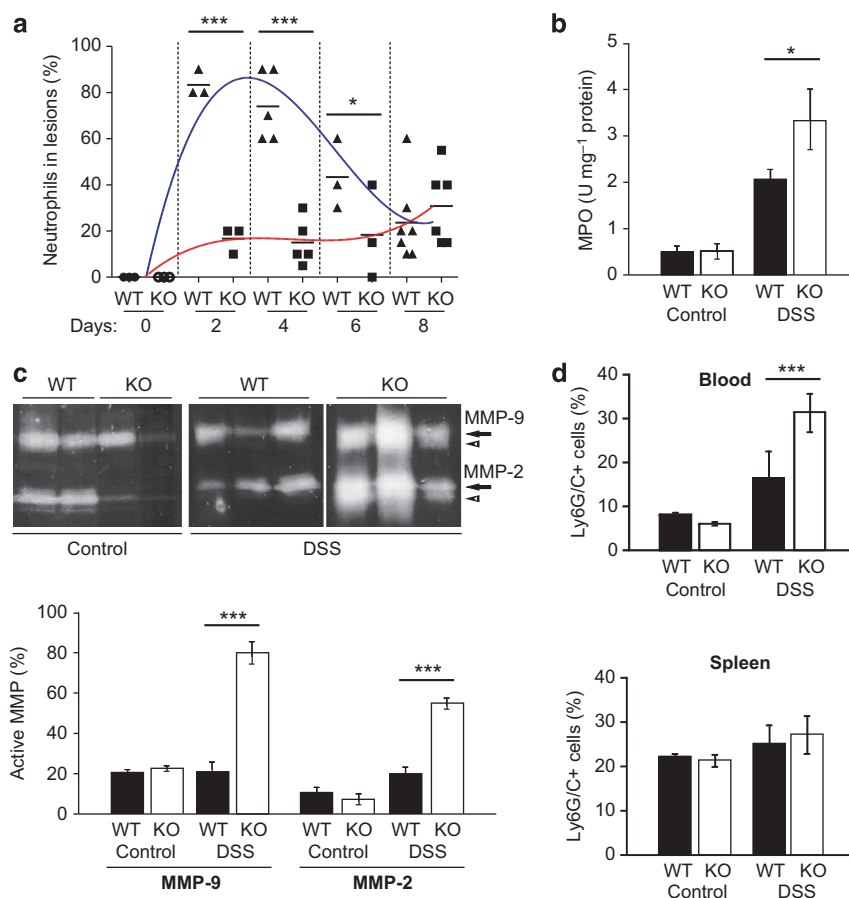 a
Neutrophils in lesions (%)
100
80
60
40
20
0
*** *** *
WT KO WT KO WT KO WT KO WT KO
Days: 0 2 4 6 8
b
MPO (U mg⁻¹ protein)
5
4
3
2
1
0
*
WT KO WT KO
Control DSS
c
WT KO WT KO
MMP-9
MMP-2
Control DSS
Active MMP (%)
100
80
60
40
20
0
*** ***
WT KO WT KO WT KO WT KO
Control DSS Control DSS
MMP-9 MMP-2
d
Blood
Ly6G/C+ cells (%)
40
30
20
10
0
***
WT KO WT KO
Control DSS
Spleen
Ly6G/C+ cells (%)
40
30
20
10
0
WT KO WT KO
Control DSS